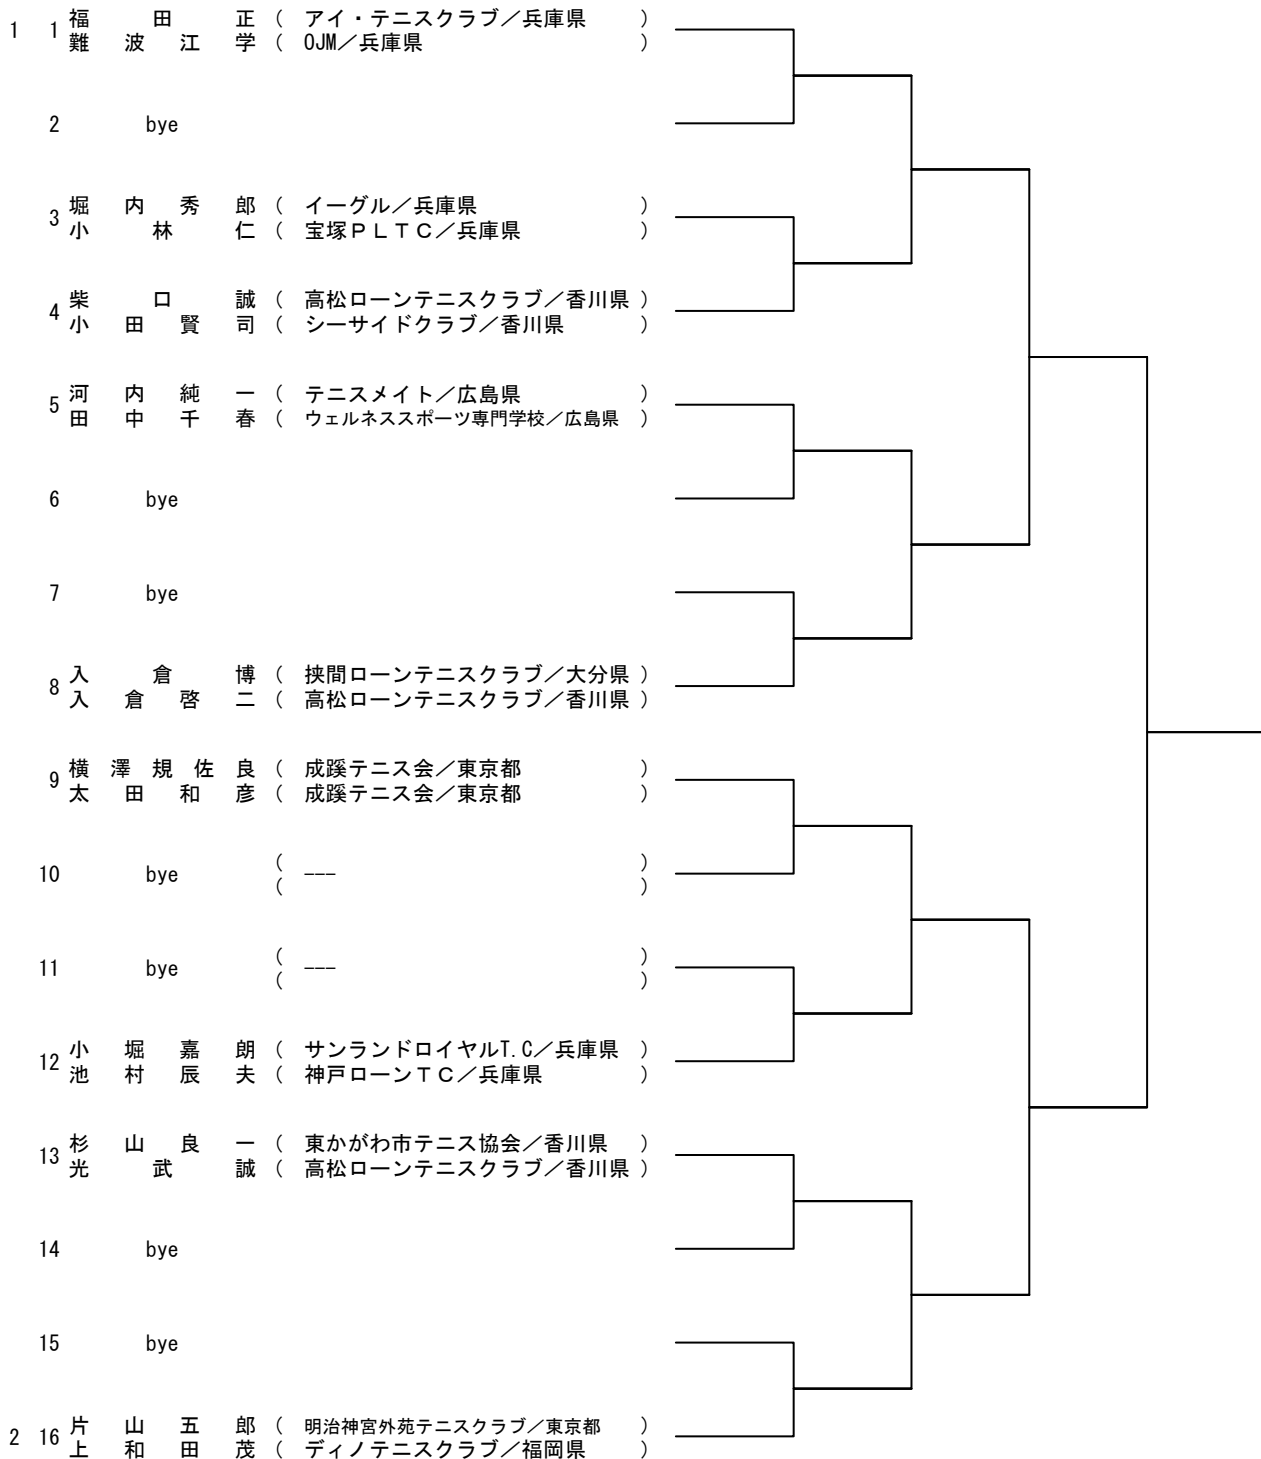 1 1 福田正 ( アイ・テニスクラブ／兵庫県 )
難波江学 ( OJM／兵庫県 )
2 bye
3 堀内秀郎 ( イーグル／兵庫県 )
小林仁 ( 宝塚ＰＬＴＣ／兵庫県 )
4 柴口誠 ( 高松ローンテニスクラブ／香川県 )
小田賢司 ( シーサイドクラブ／香川県 )
5 河内純一 ( テニスメイト／広島県 )
田中千春 ( ウェルネススポーツ専門学校／広島県 )
6 bye
7 bye
8 入倉博 ( 挾間ローンテニスクラブ／大分県 )
入倉啓二 ( 高松ローンテニスクラブ／香川県 )
9 横澤規佐良 ( 成蹊テニス会／東京都 )
太田和彦 ( 成蹊テニス会／東京都 )
10 bye ( --- )
( )
11 bye ( --- )
( )
12 小堀嘉朗 ( サンランドロイヤルT.C／兵庫県 )
池村辰夫 ( 神戸ローンＴＣ／兵庫県 )
13 杉山良一 ( 東かがわ市テニス協会／香川県 )
光武誠 ( 高松ローンテニスクラブ／香川県 )
14 bye
15 bye
2 16 片山五郎 ( 明治神宮外苑テニスクラブ／東京都 )
上和田茂 ( ディノテニスクラブ／福岡県 )